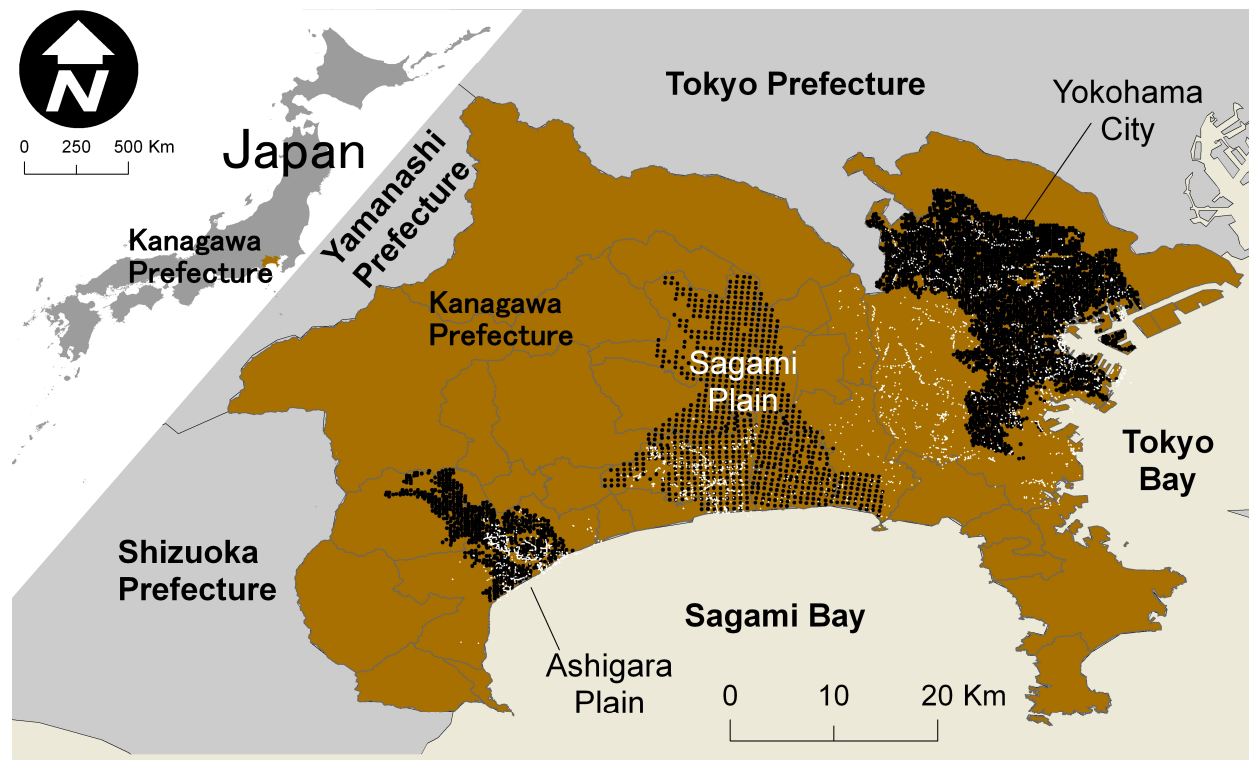 N
0 250 500 Km
Japan
Kanagawa
Prefecture
Yamanashi
Prefecture
Tokyo Prefecture
Yokohama
City
Kanagawa
Prefecture
Sagami
Plain
Tokyo
Bay
Shizuoka
Prefecture
Sagami Bay
Ashigara
Plain
0 10 20 Km